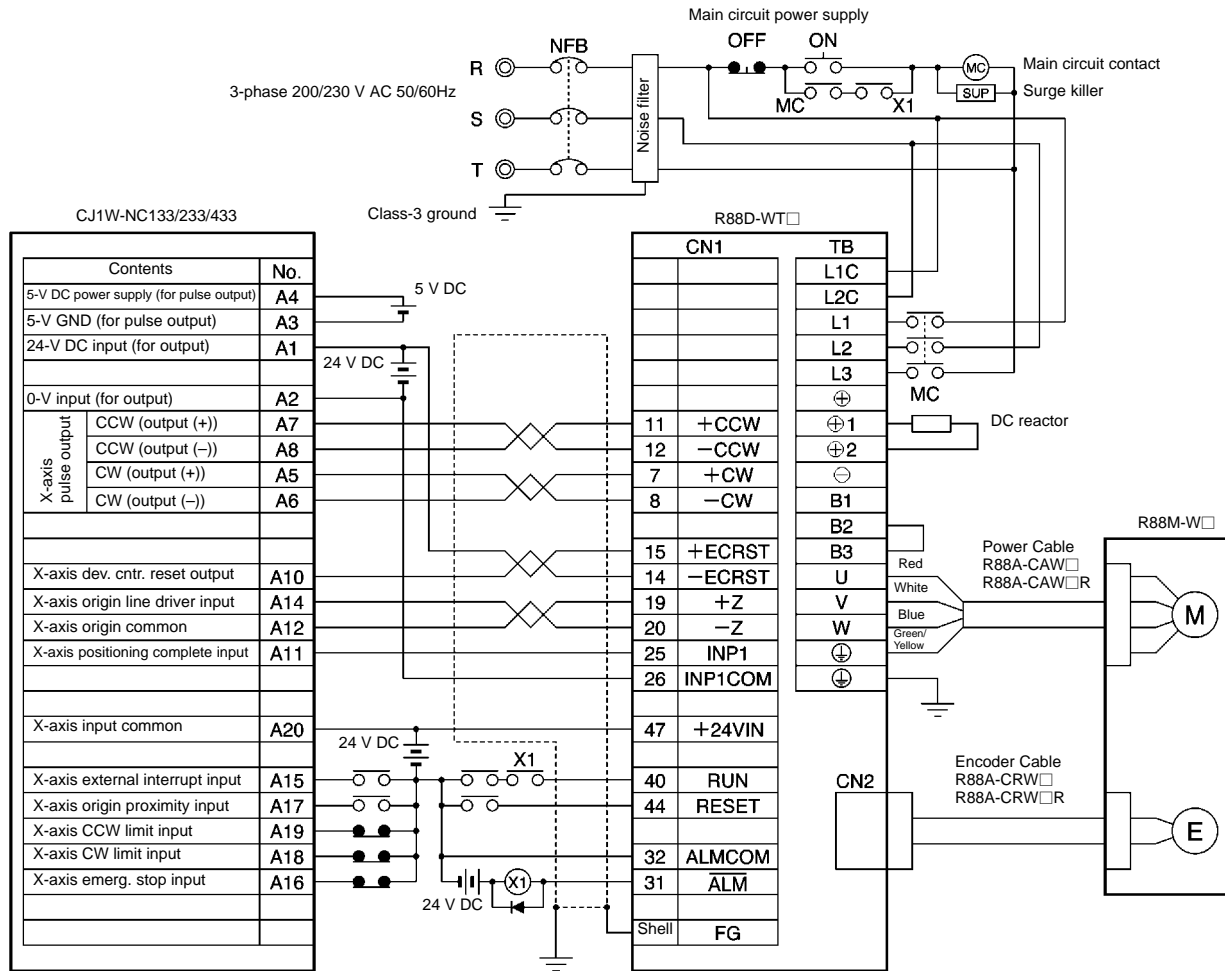 Main circuit power supply
NFB
OFF
ON
R
MC
Main circuit contact
3-phase 200/230 V AC 50/60Hz
Noise filter
MC
X1
SUP
Surge killer
S
T
Class-3 ground
CJ1W-NC133/233/433
R88D-WT□
Contents
No.
5-V DC power supply (for pulse output)
A4
5 V DC
5-V GND (for pulse output)
A3
24-V DC input (for output)
A1
24 V DC
0-V input (for output)
A2
X-axis pulse output
CCW (output (+))
A7
CCW (output (–))
A8
CW (output (+))
A5
CW (output (–))
A6
X-axis dev. cntr. reset output
A10
X-axis origin line driver input
A14
X-axis origin common
A12
X-axis positioning complete input
A11
X-axis input common
A20
24 V DC
X-axis external interrupt input
A15
X-axis origin proximity input
A17
X-axis CCW limit input
A19
X-axis CW limit input
A18
X-axis emerg. stop input
A16
X1
X1
24 V DC
CN1
11 +CCW
12 −CCW
7 +CW
8 −CW
15 +ECRST
14 −ECRST
19 +Z
20 −Z
25 INP1
26 INP1COM
47 +24VIN
40 RUN
44 RESET
32 ALMCOM
31 ALM
Shell FG
TB
L1C
L2C
L1
L2
L3
MC
⊕
⊕1
DC reactor
⊕2
⊖
B1
B2
B3
U
V
W
Red
White
Blue
Green/
Yellow
Power Cable
R88A-CAW□
R88A-CAW□R
R88M-W□
M
CN2
Encoder Cable
R88A-CRW□
R88A-CRW□R
E